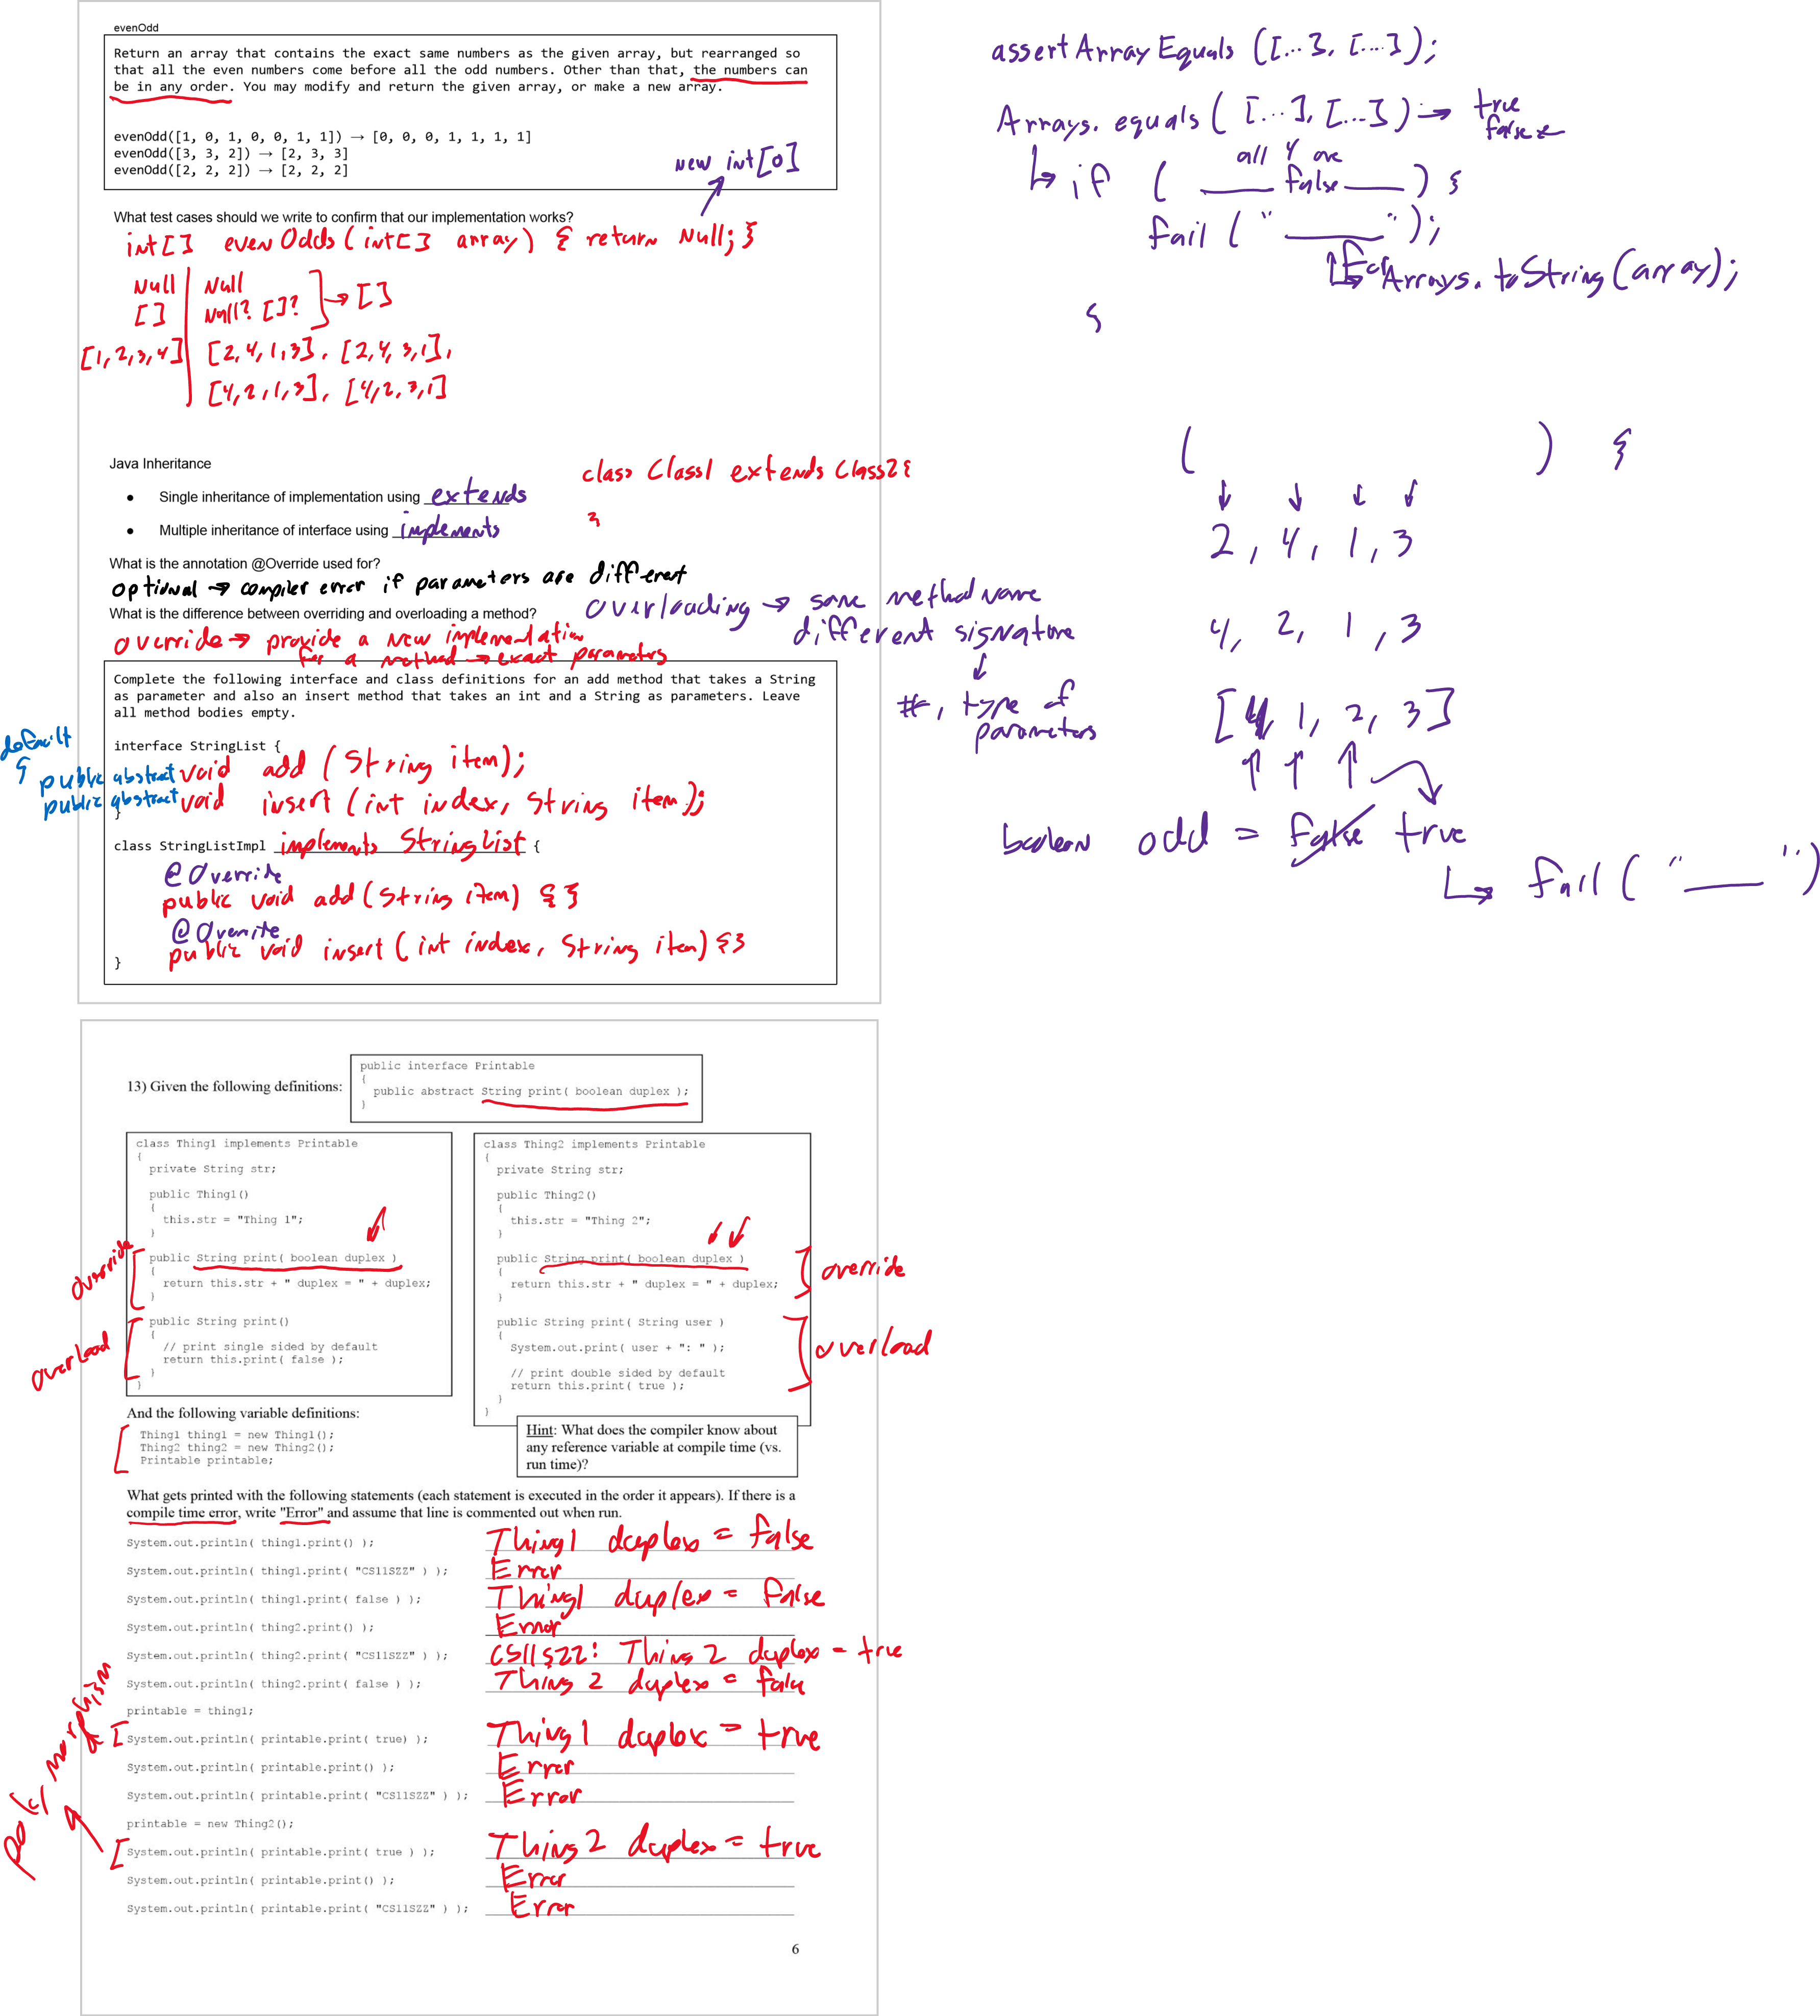 evenOdd
Return an array that contains the exact same numbers as the given array, but rearranged so
that all the even numbers come before all the odd numbers. Other than that, the numbers can
be in any order. You may modify and return the given array, or make a new array.
evenOdd([1, 0, 1, 0, 0, 1, 1]) → [0, 0, 0, 1, 1, 1, 1]
evenOdd([3, 3, 2]) → [2, 3, 3]
evenOdd([2, 2, 2]) → [2, 2, 2]
new int[0]
What test cases should we write to confirm that our implementation works?
int[] evenOdds (int[] array) { return Null; }
Null | Null
[] | Null? []? → []
[1,2,3,4] | [2,4,1,3], [2,4,3,1],
[4,2,1,3], [4,2,3,1]
assertArrayEquals ([...], [...]);
Arrays.equals ([...], [...]) → true
false
all 4 are
↳ if ( false ) {
fail (" ");
↳ Arrays.toString(array);
}
( ) {
2, 4, 1, 3
4, 2, 1, 3
[4, 1, 2, 3]
boolean odd = false true
↳ fail (" ")
Java Inheritance
• Single inheritance of implementation using extends
• Multiple inheritance of interface using implements
class Class1 extends Class2 {
}
What is the annotation @Override used for?
optional → compiler error if parameters are different
What is the difference between overriding and overloading a method?
override → provide a new implementation
for a method → exact parameters
overloading → same method name
different signature
#, type of
parameters
Complete the following interface and class definitions for an add method that takes a String
as parameter and also an insert method that takes an int and a String as parameters. Leave
all method bodies empty.
default
interface StringList {
public abstract void add (String item);
public abstract void insert (int index, String item);
}
class StringListImpl implements StringList {
@Override
public void add (String item) { }
@Override
public void insert (int index, String item) { }
}
13) Given the following definitions:
public interface Printable
{
public abstract String print( boolean duplex );
}
class Thing1 implements Printable
{
private String str;
public Thing1()
{
this.str = "Thing 1";
}
public String print( boolean duplex )
{
return this.str + " duplex = " + duplex;
}
public String print()
{
// print single sided by default
return this.print( false );
}
}
override
overload
class Thing2 implements Printable
{
private String str;
public Thing2()
{
this.str = "Thing 2";
}
public String print( boolean duplex )
{
return this.str + " duplex = " + duplex;
}
public String print( String user )
{
System.out.print( user + ": " );
// print double sided by default
return this.print( true );
}
}
override
overload
And the following variable definitions:
Thing1 thing1 = new Thing1();
Thing2 thing2 = new Thing2();
Printable printable;
Hint: What does the compiler know about
any reference variable at compile time (vs.
run time)?
What gets printed with the following statements (each statement is executed in the order it appears). If there is a
compile time error, write "Error" and assume that line is commented out when run.
System.out.println( thing1.print() ); Thing1 duplex = false
System.out.println( thing1.print( "CS11SZZ" ) ); Error
System.out.println( thing1.print( false ) ); Thing1 duplex = false
System.out.println( thing2.print() ); Error
System.out.println( thing2.print( "CS11SZZ" ) ); CS11SZZ: Thing 2 duplex = true
System.out.println( thing2.print( false ) ); Thing 2 duplex = false
printable = thing1;
System.out.println( printable.print( true) ); Thing1 duplex = true
System.out.println( printable.print() ); Error
System.out.println( printable.print( "CS11SZZ" ) ); Error
printable = new Thing2();
System.out.println( printable.print( true ) ); Thing 2 duplex = true
System.out.println( printable.print() ); Error
System.out.println( printable.print( "CS11SZZ" ) ); Error
polymorphism
6